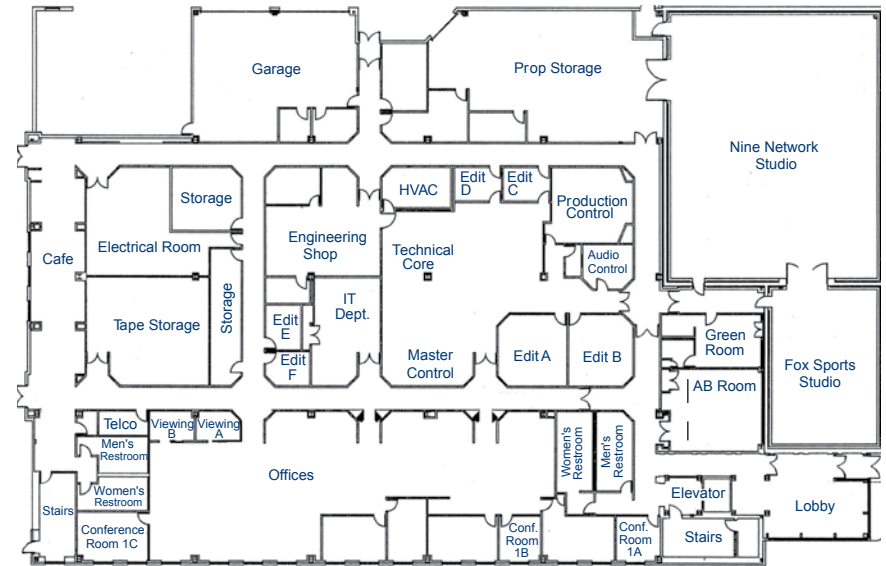 Garage
Prop Storage
Nine Network
Studio
Storage
HVAC
Edit
D
Edit
C
Production
Control
Electrical Room
Engineering
Shop
Technical
Core
Cafe
Audio
Control
Storage
Tape Storage
IT
Dept.
Edit
E
Edit
F
Master
Control
Edit A
Edit B
Green
Room
Fox Sports
Studio
AB Room
Telco
Viewing
B
Viewing
A
Men's
Restroom
Women's
Restroom
Stairs
Conference
Room 1C
Offices
Women's
Restroom
Men's
Restroom
Conf.
Room
1B
Conf.
Room
1A
Elevator
Stairs
Lobby